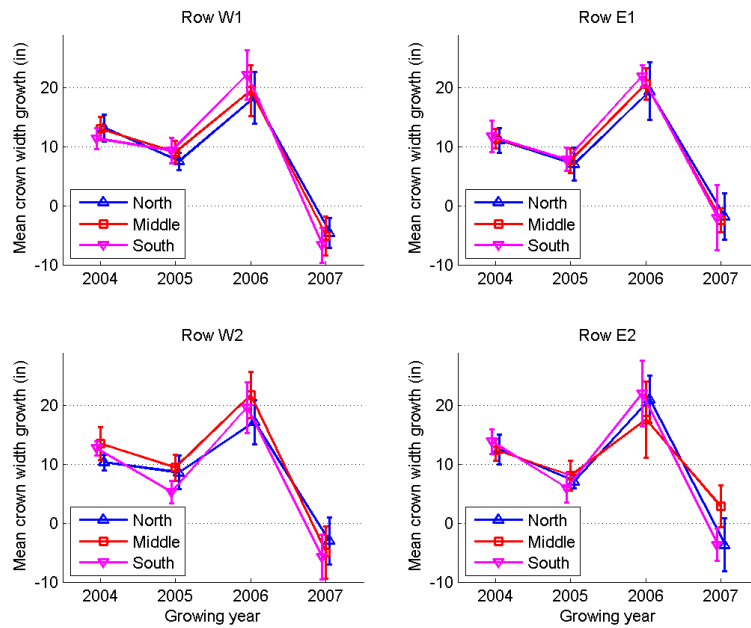 Row W1
Mean crown width growth (in)
20
10
0
-10
North
Middle
South
2004 2005 2006 2007
Row E1
Mean crown width growth (in)
20
10
0
-10
North
Middle
South
2004 2005 2006 2007
Row W2
Mean crown width growth (in)
20
10
0
-10
North
Middle
South
2004 2005 2006 2007
Growing year
Row E2
Mean crown width growth (in)
20
10
0
-10
North
Middle
South
2004 2005 2006 2007
Growing year